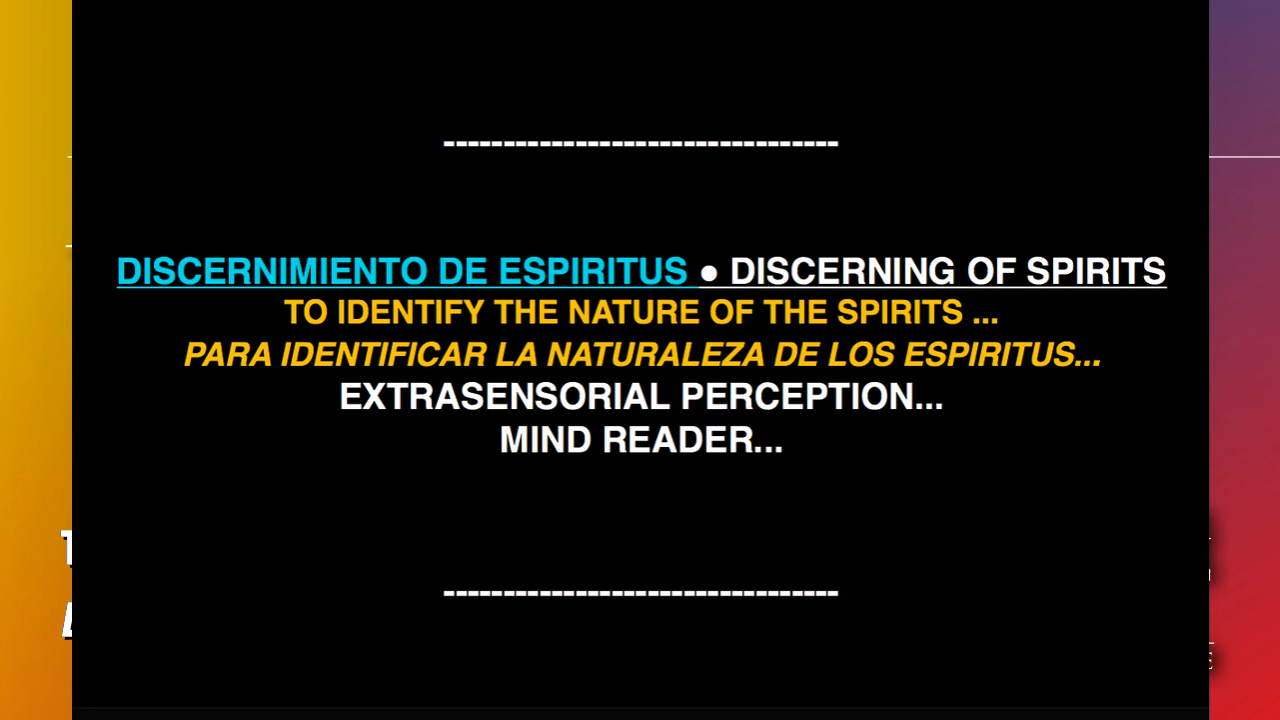 ---------------------------------
DISCERNIMIENTO DE ESPIRITUS ● DISCERNING OF SPIRITS
TO IDENTIFY THE NATURE OF THE SPIRITS ...
PARA IDENTIFICAR LA NATURALEZA DE LOS ESPIRITUS...
EXTRASENSORIAL PERCEPTION...
MIND READER...
---------------------------------